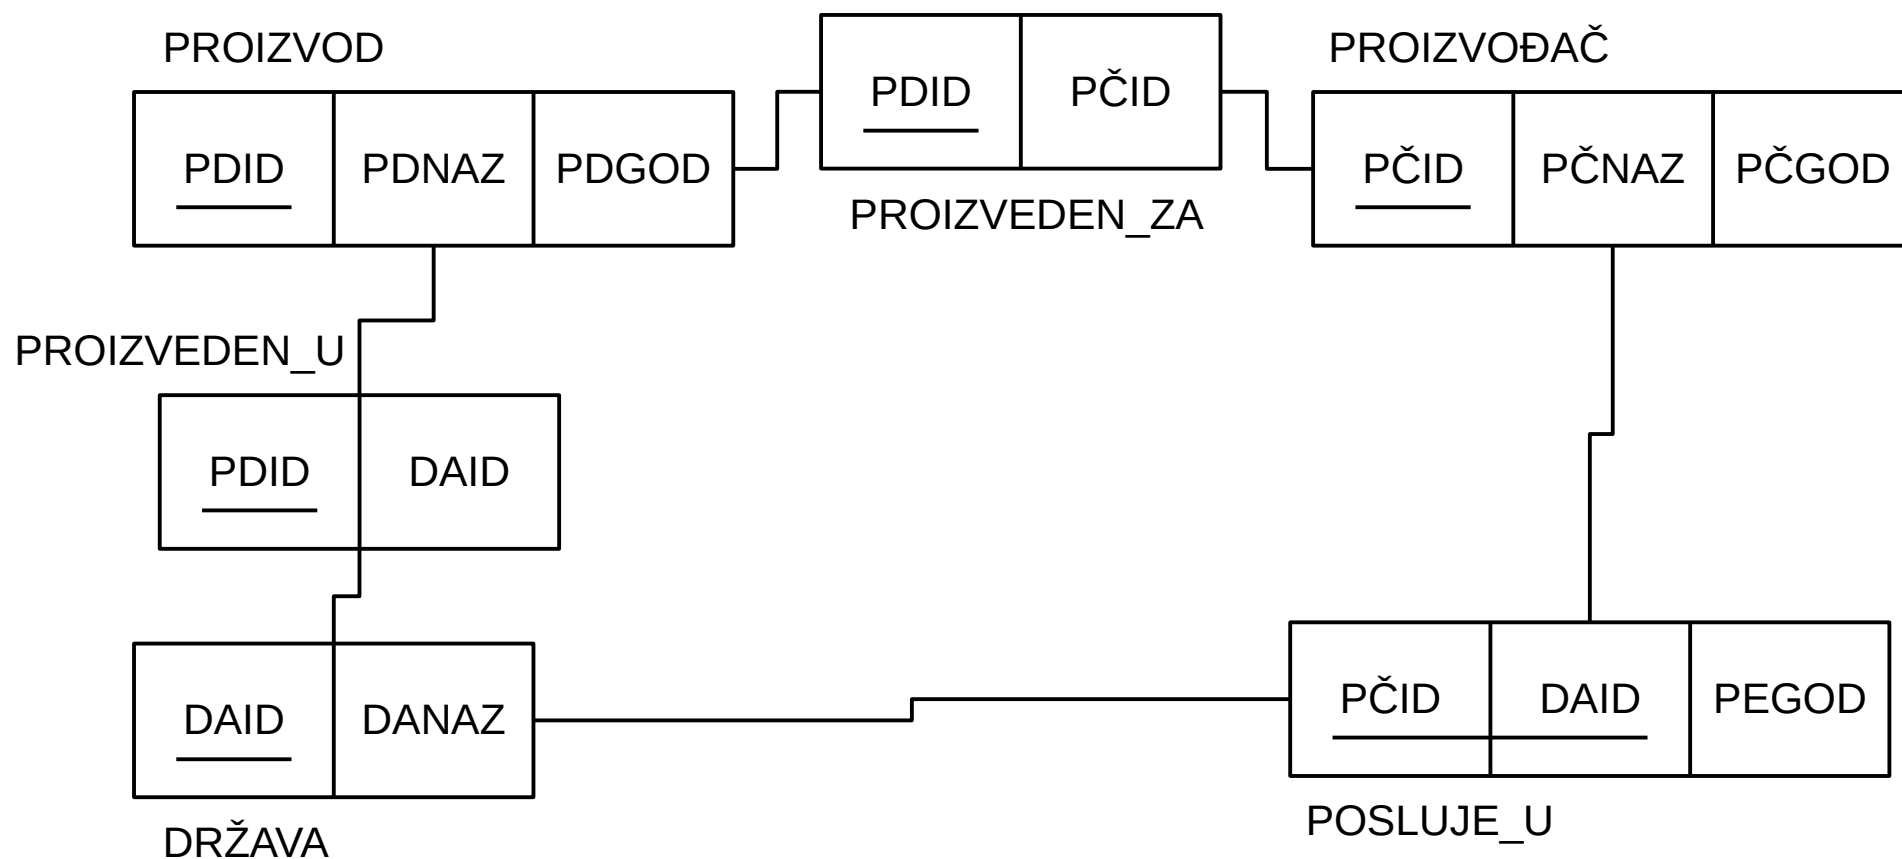 PROIZVOD
PDID PDNAZ PDGOD
PDID PČID
PROIZVEDEN_ZA
PROIZVOĐAČ
PČID PČNAZ PČGOD
PROIZVEDEN_U
PDID DAID
DAID DANAZ
DRŽAVA
PČID DAID PEGOD
POSLUJE_U